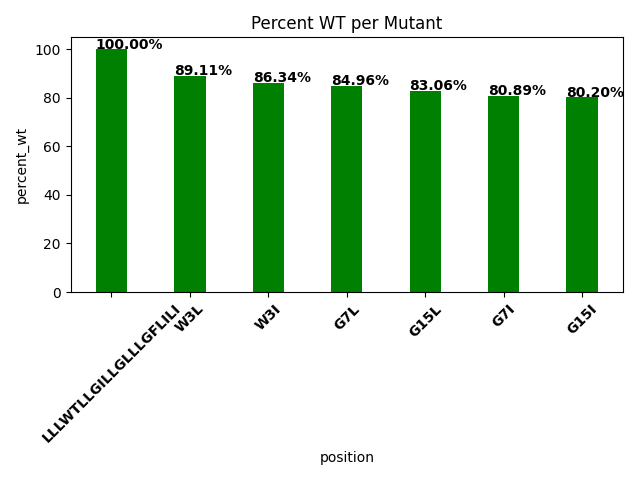 Percent WT per Mutant
percent_wt
100
80
60
40
20
0
100.00%
89.11%
86.34%
84.96%
83.06%
80.89%
80.20%
LLLWTLLGILLGLLLGFLILI
W3L
W3I
G7L
G15L
G7I
G15I
position